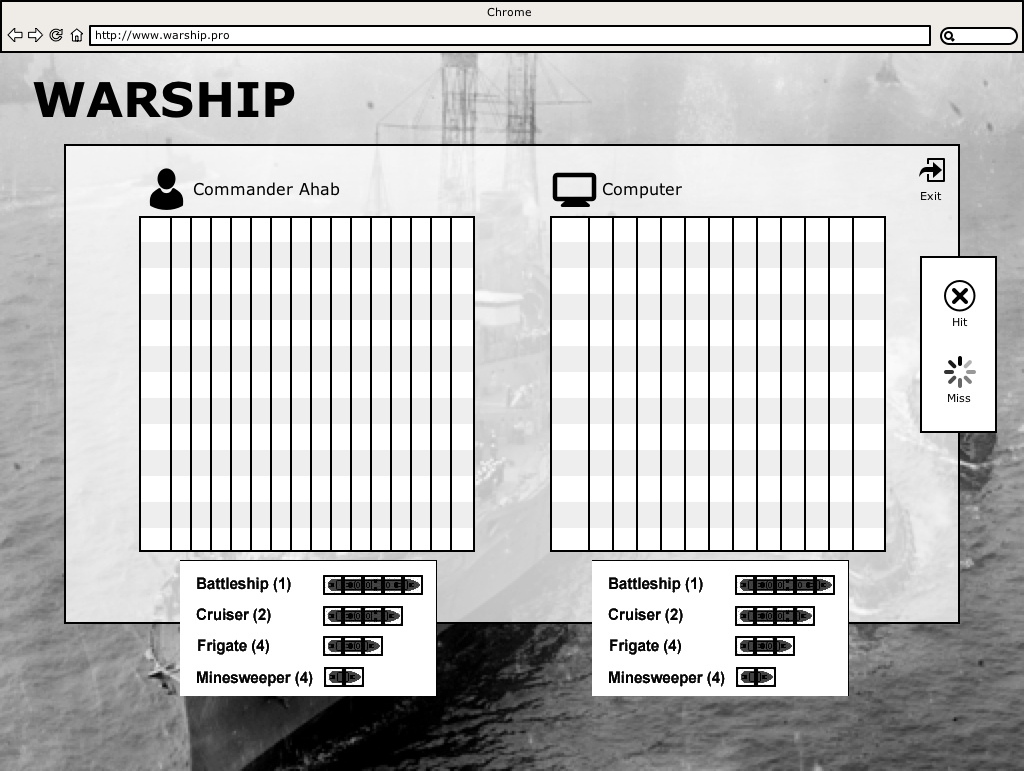 Chrome
http://www.warship.pro
WARSHIP
Commander Ahab
Computer
Exit
Hit
Miss
Battleship (1)
Cruiser (2)
Frigate (4)
Minesweeper (4)
Battleship (1)
Cruiser (2)
Frigate (4)
Minesweeper (4)